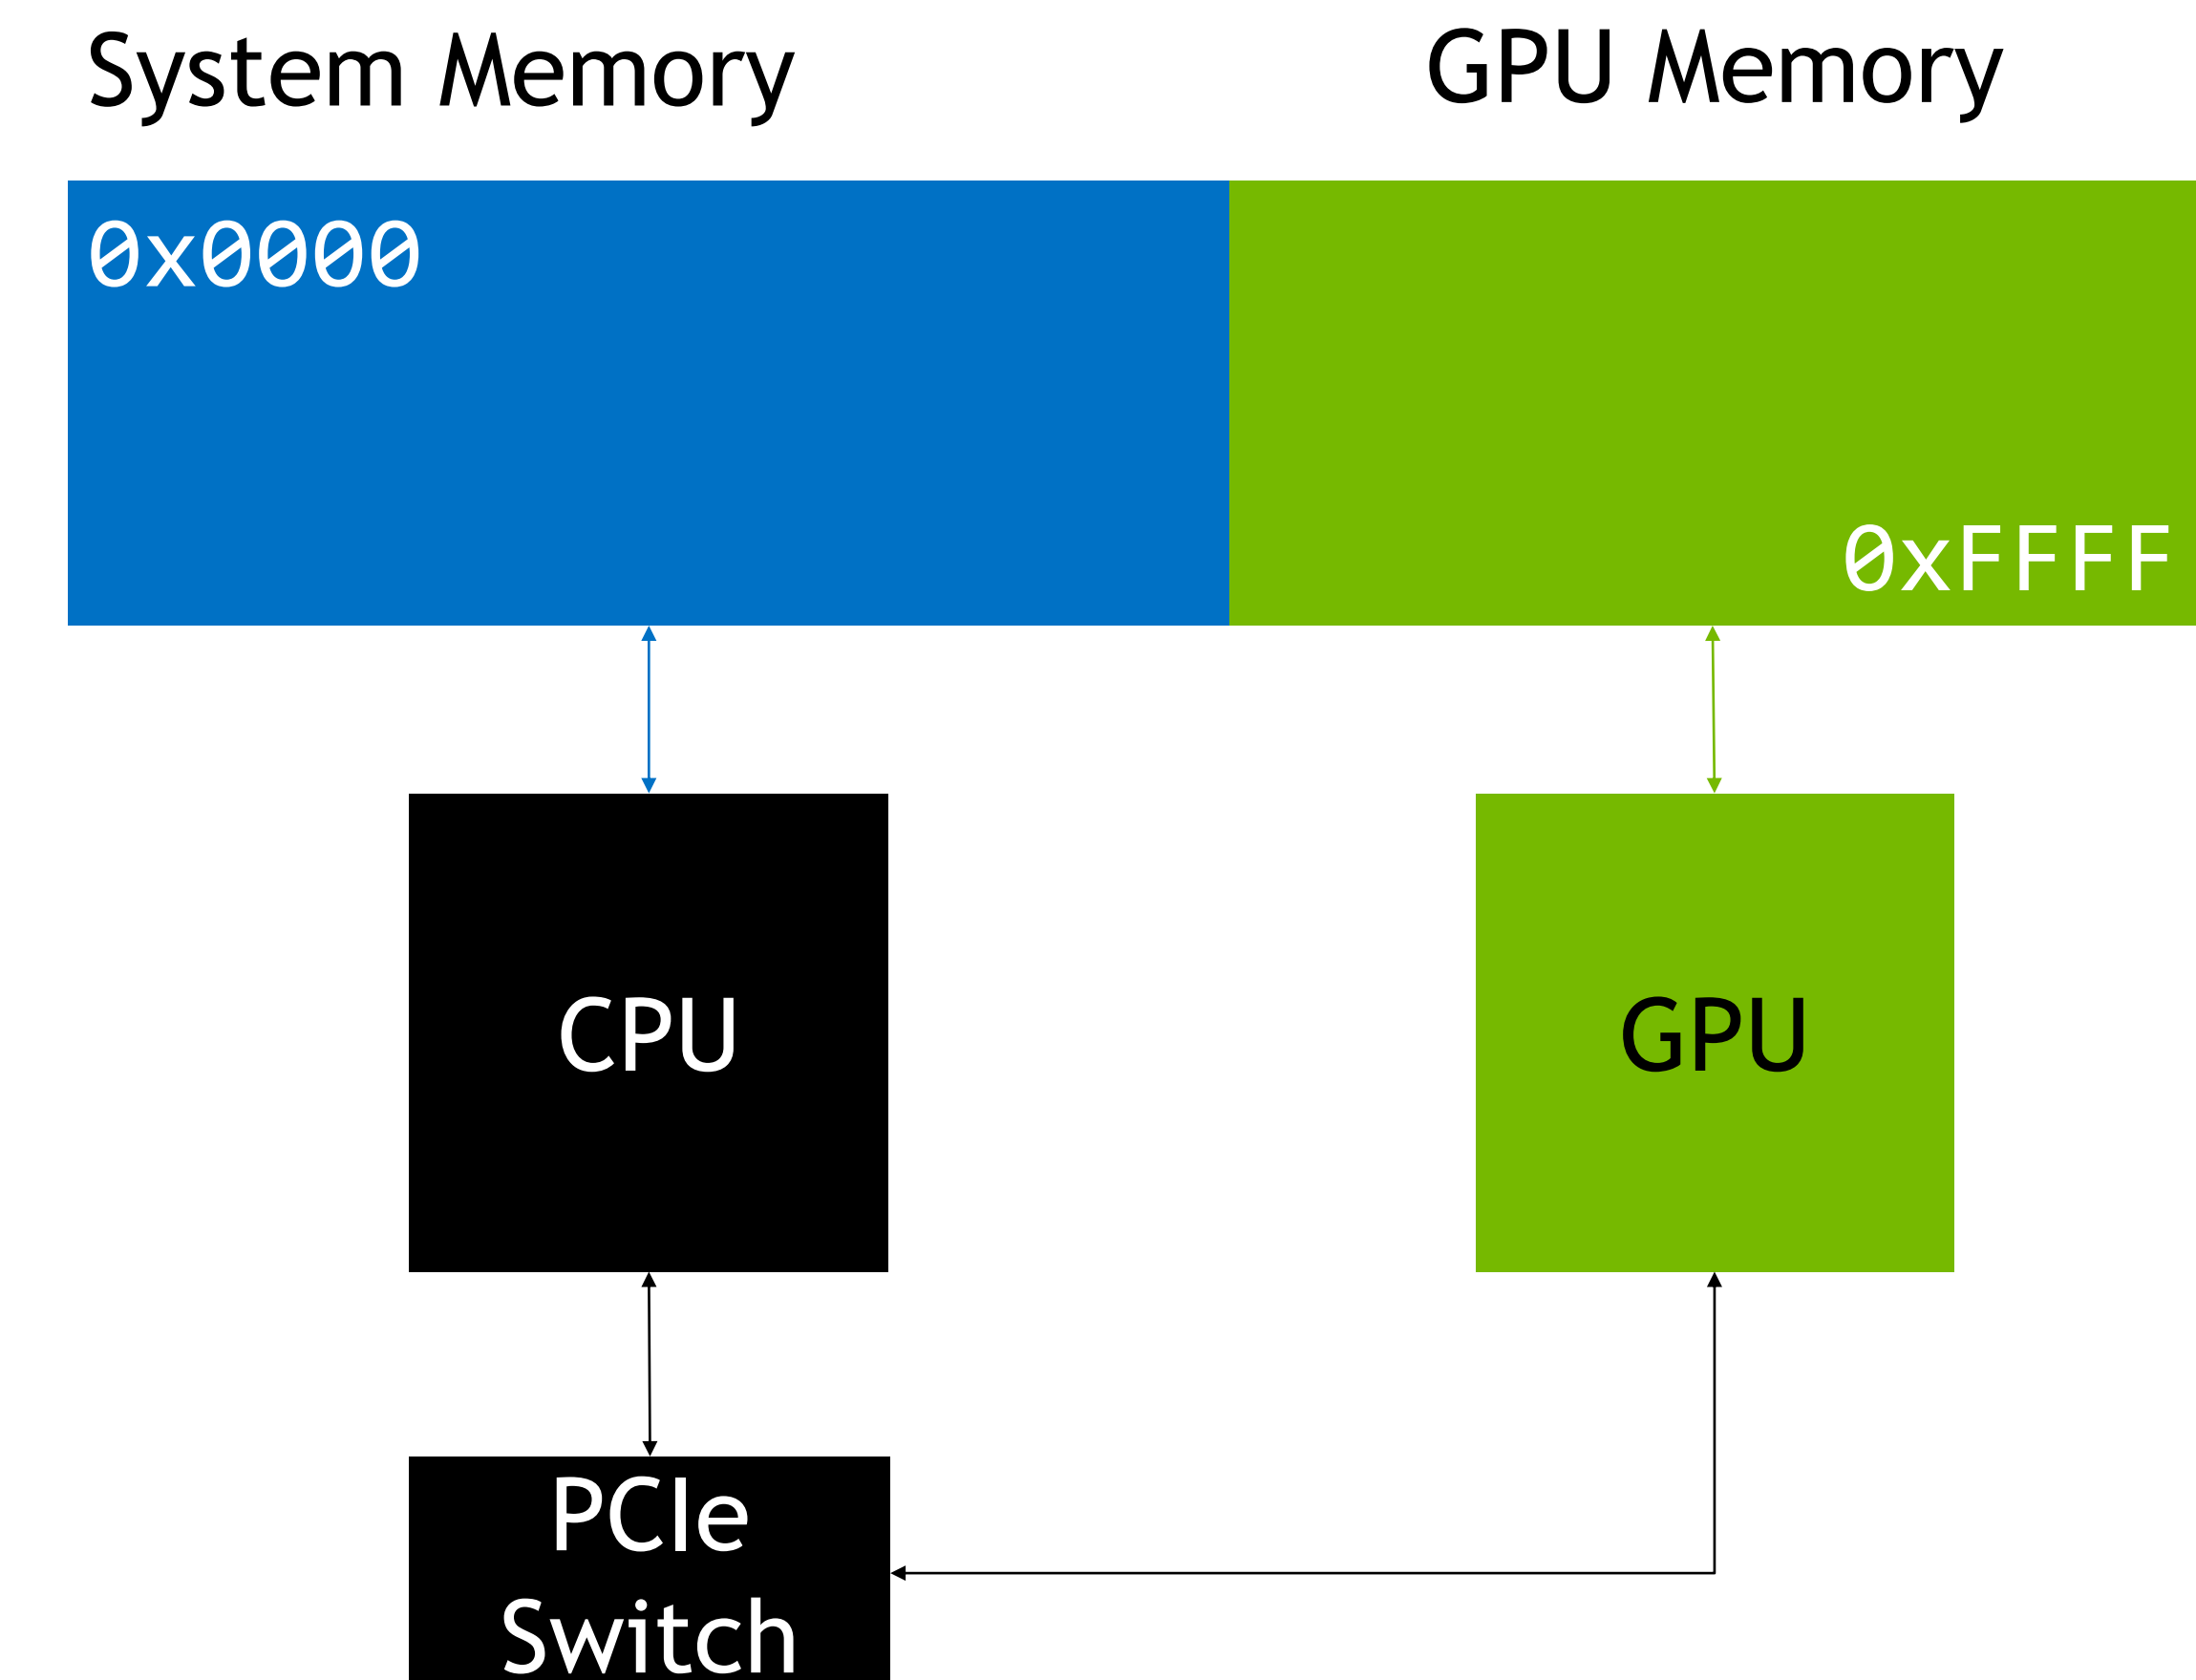 System Memory
GPU Memory
0x0000
0xFFFF
CPU
GPU
PCIe
Switch